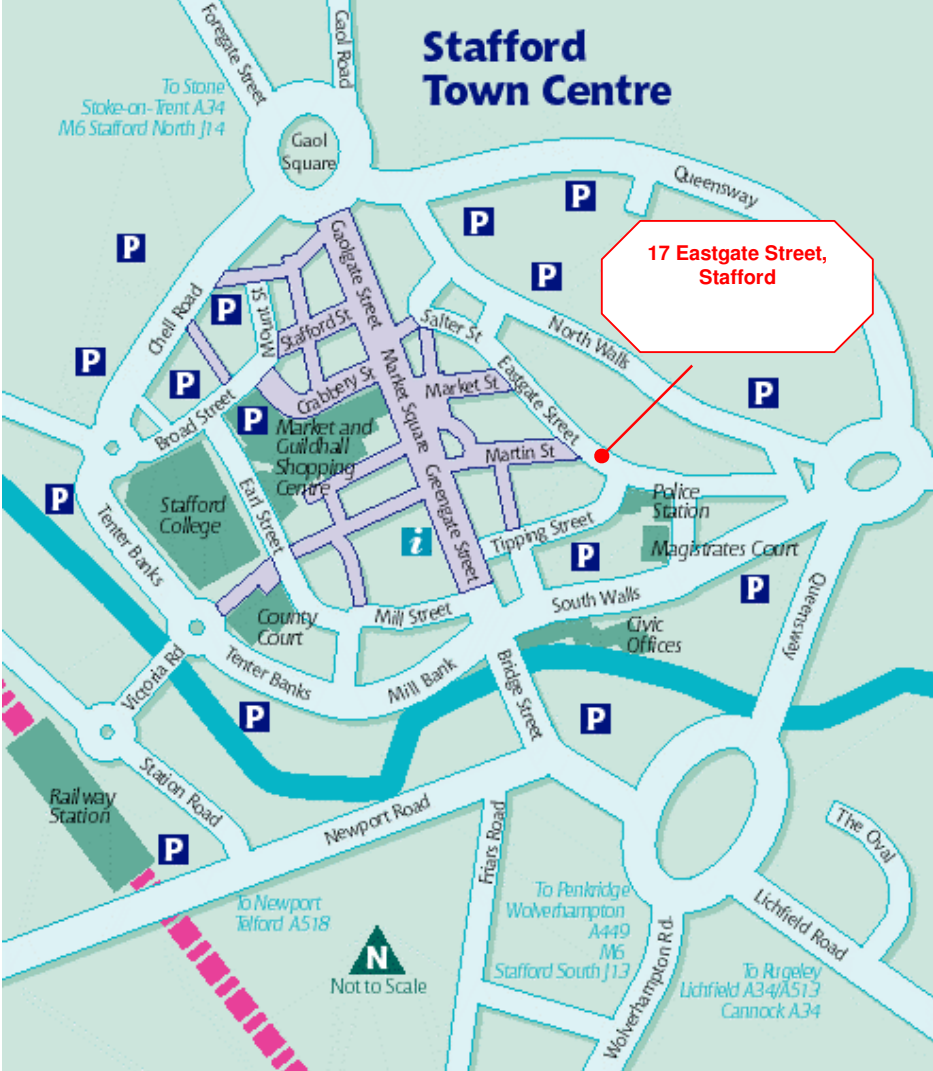 Stafford
Town Centre
Foregate Street
Gaol Road
To Stone
Stoke-on-Trent A34
M6 Stafford North J14
Gaol
Square
Queensway
P
P
P
P
17 Eastgate Street,
Stafford
Gaolgate Street
Chell Road
P
Mount St
Stafford St
Salter St
North Walls
P
P
P
Crabbery St
Market Square
Market St
Eastgate Street
P
Broad Street
Market and
Guildhall
Shopping
Centre
Martin St
P
Stafford
College
Earl Street
Greengate Street
Police
Station
Tenter Banks
i
Tipping Street
P
Magistrates Court
P
Queensway
County
Court
Mill Street
South Walls
Civic
Offices
Victoria Rd
Tenter Banks
Mill Bank
Bridge Street
P
P
Station Road
Railway
Station
P
Newport Road
Friars Road
The Oval
To Newport
Telford A518
To Penkridge
Wolverhampton
A449
M6
Stafford South J13
Wolverhampton Rd.
Lichfield Road
N
Not to Scale
To Rugeley
Lichfield A34/A513
Cannock A34